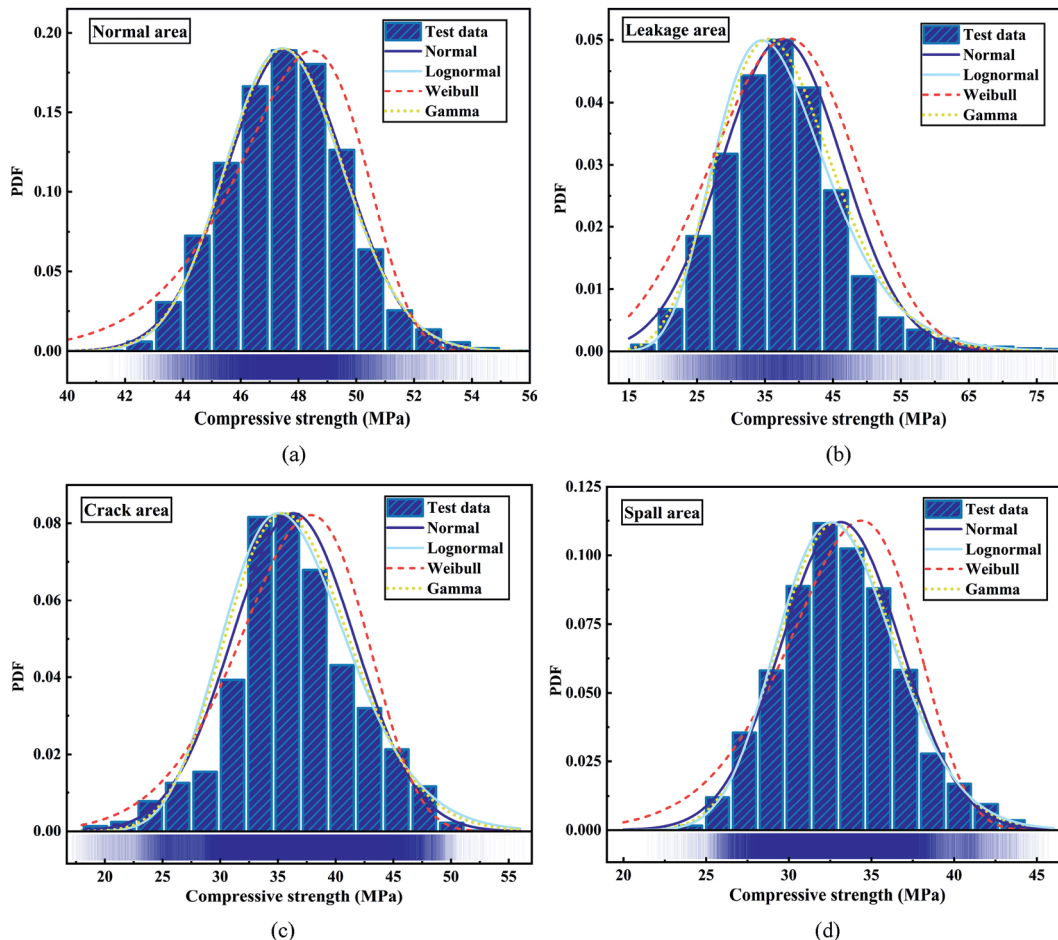 Normal area
Test data
Normal
Lognormal
Weibull
Gamma
PDF
0.20
0.15
0.10
0.05
0.00
40 42 44 46 48 50 52 54 56
Compressive strength (MPa)
(a)
Leakage area
Test data
Normal
Lognormal
Weibull
Gamma
PDF
0.05
0.04
0.03
0.02
0.01
0.00
15 25 35 45 55 65 75
Compressive strength (MPa)
(b)
Crack area
Test data
Normal
Lognormal
Weibull
Gamma
PDF
0.08
0.06
0.04
0.02
0.00
20 25 30 35 40 45 50 55
Compressive strength (MPa)
(c)
Spall area
Test data
Normal
Lognormal
Weibull
Gamma
PDF
0.125
0.100
0.075
0.050
0.025
0.000
20 25 30 35 40 45
Compressive strength (MPa)
(d)